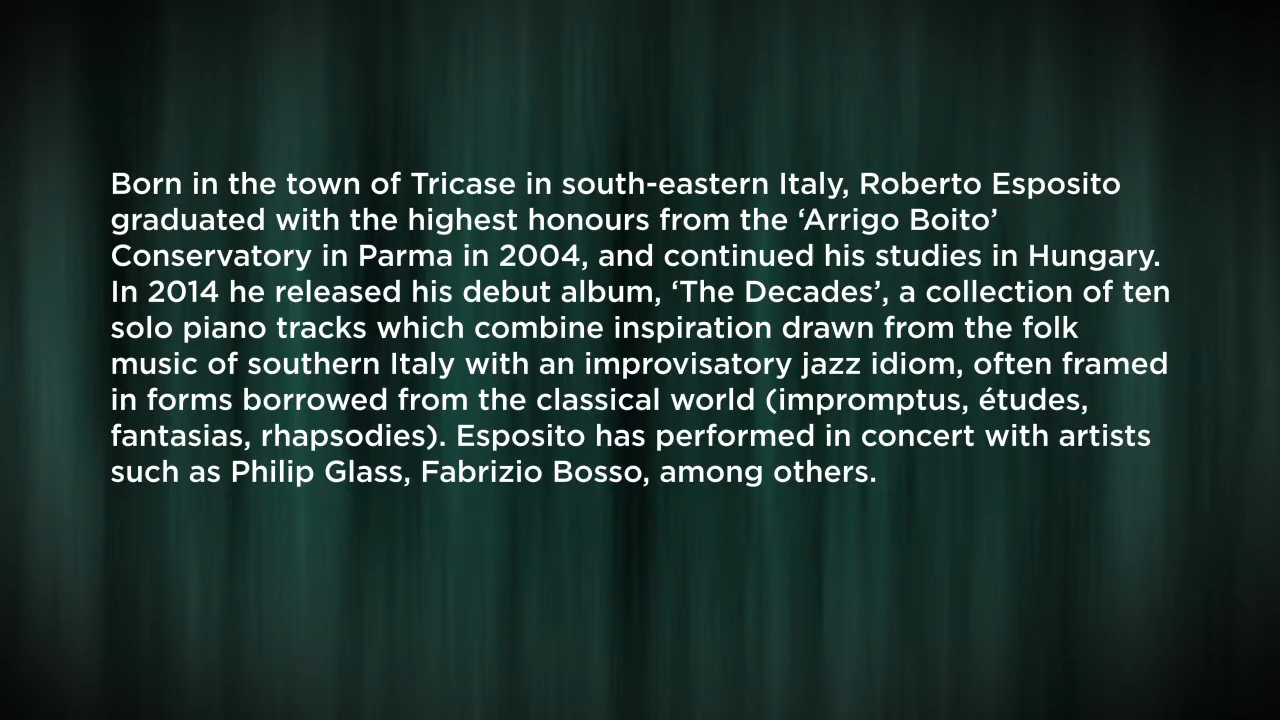 Born in the town of Tricase in south-eastern Italy, Roberto Esposito
graduated with the highest honours from the ‘Arrigo Boito’
Conservatory in Parma in 2004, and continued his studies in Hungary.
In 2014 he released his debut album, ‘The Decades’, a collection of ten
solo piano tracks which combine inspiration drawn from the folk
music of southern Italy with an improvisatory jazz idiom, often framed
in forms borrowed from the classical world (impromptus, études,
fantasias, rhapsodies). Esposito has performed in concert with artists
such as Philip Glass, Fabrizio Bosso, among others.